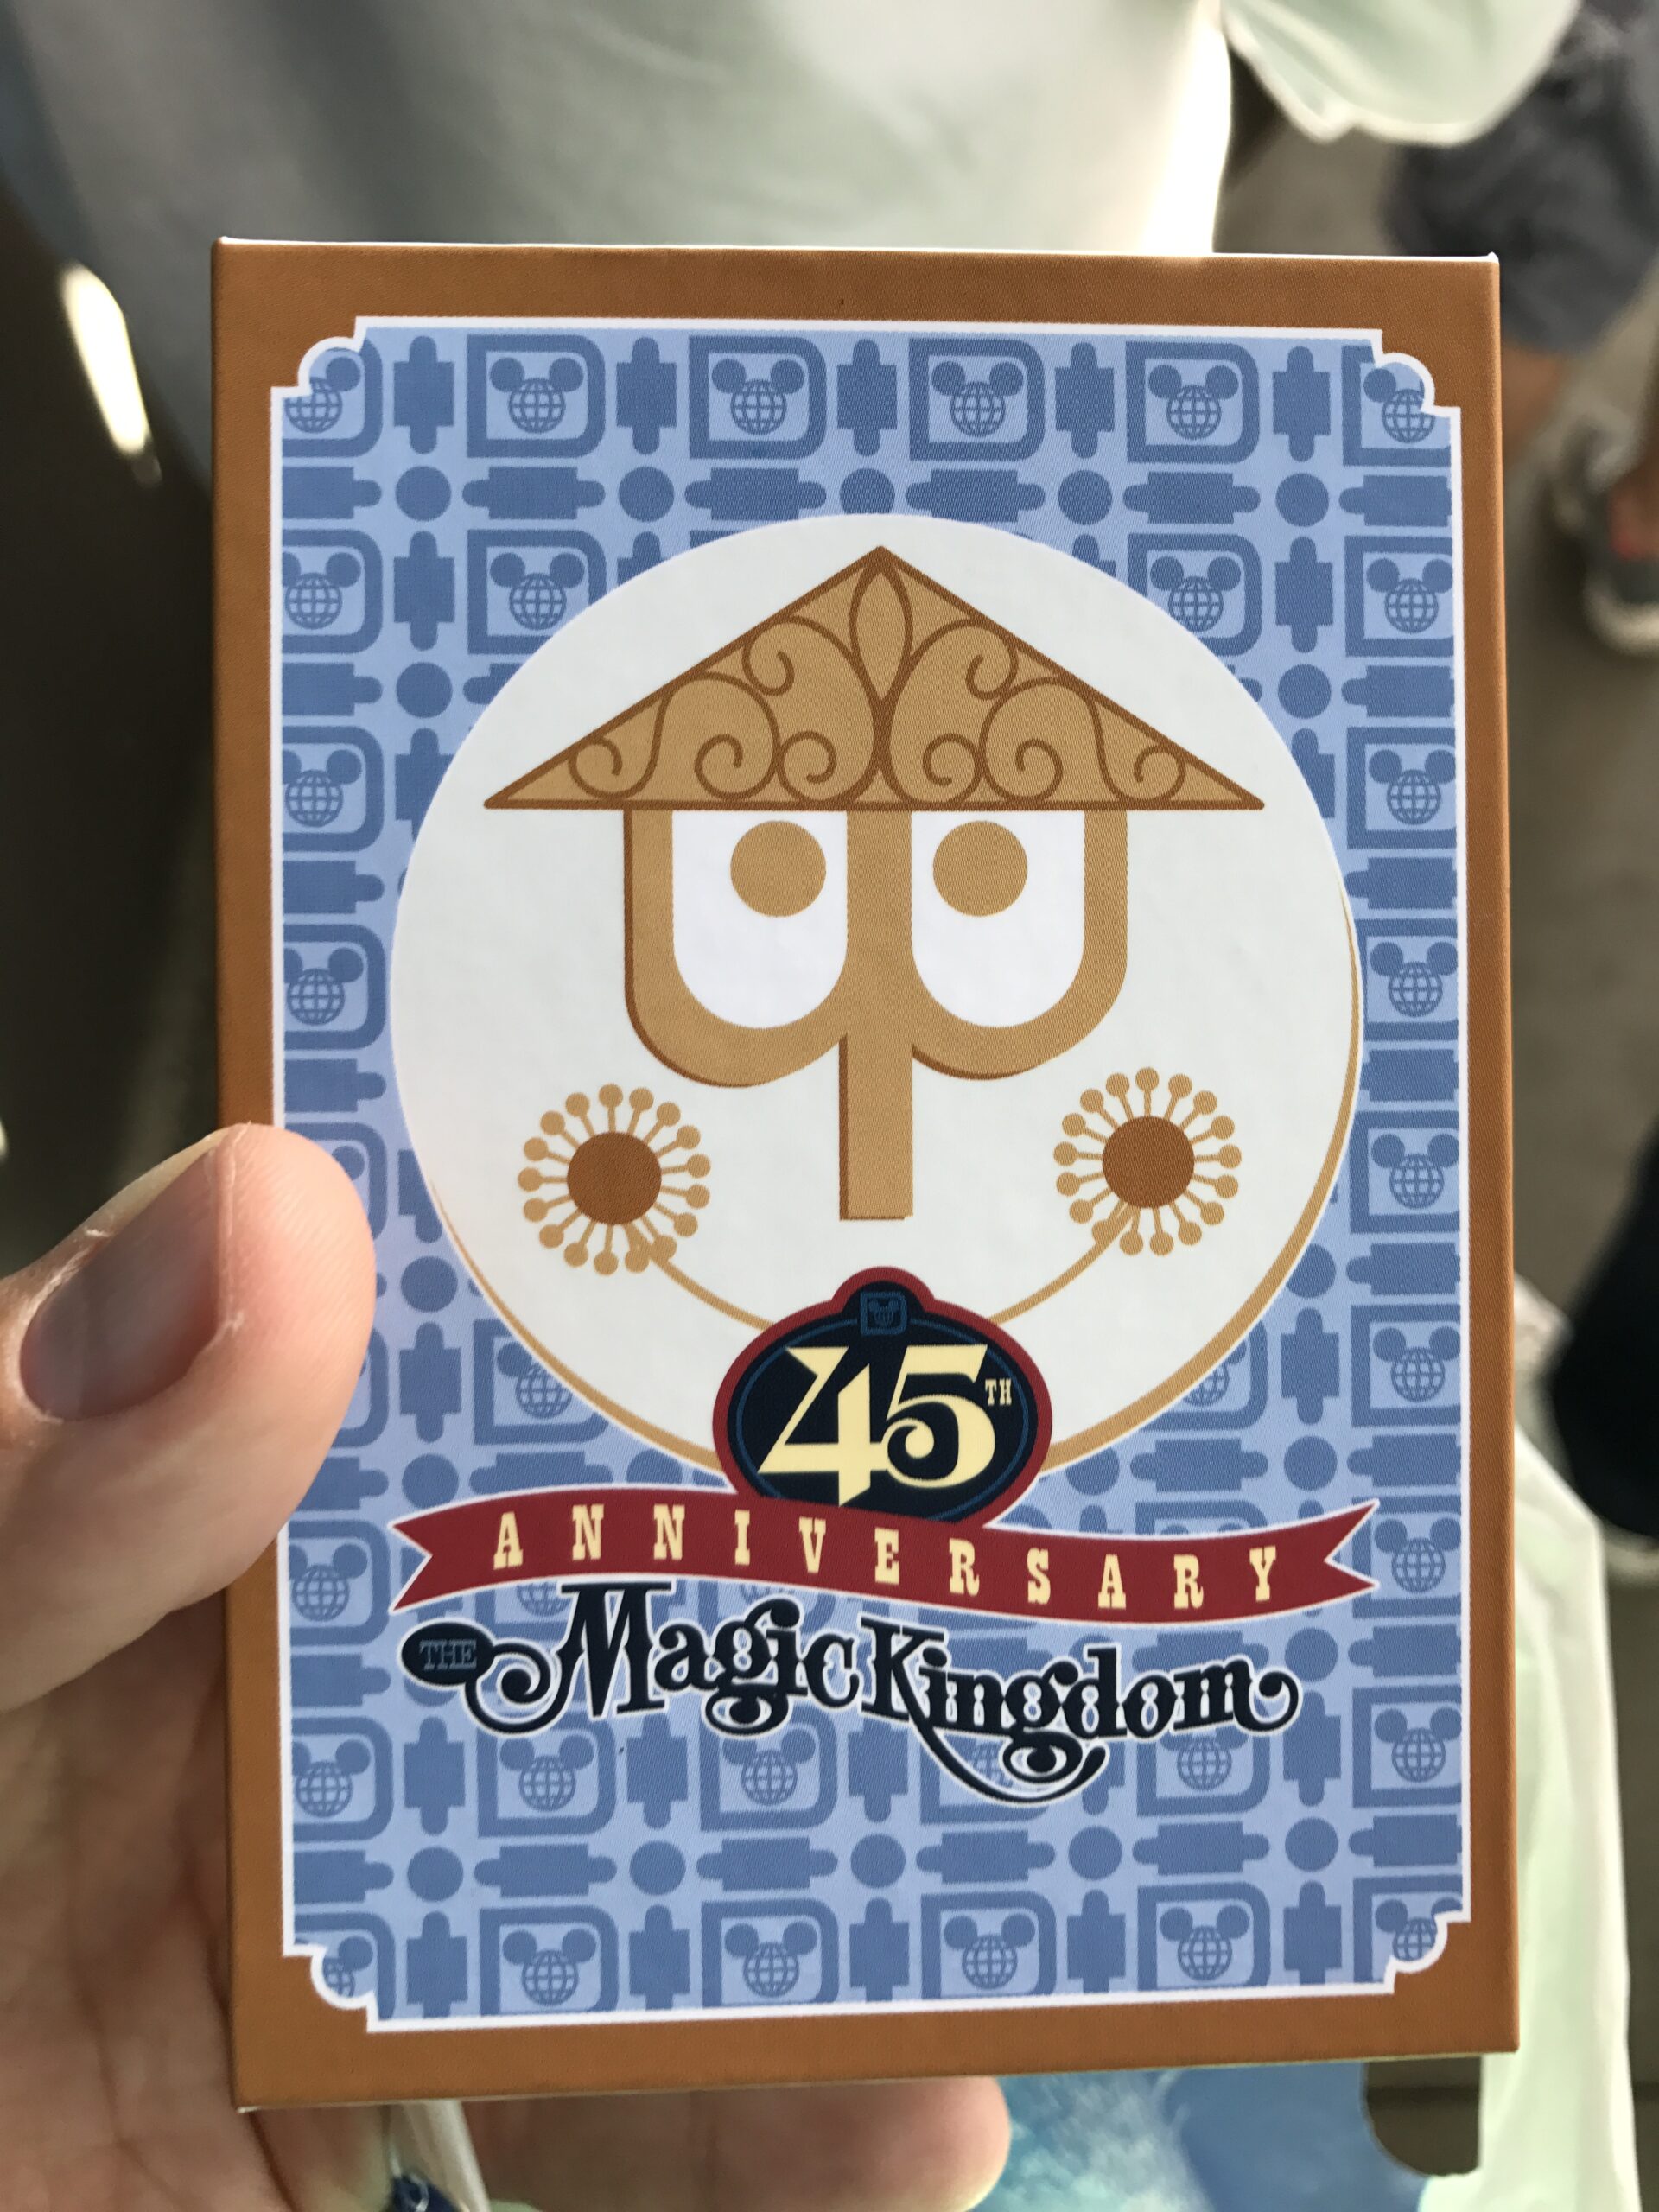 45TH
ANNIVERSARY
THE Magic Kingdom